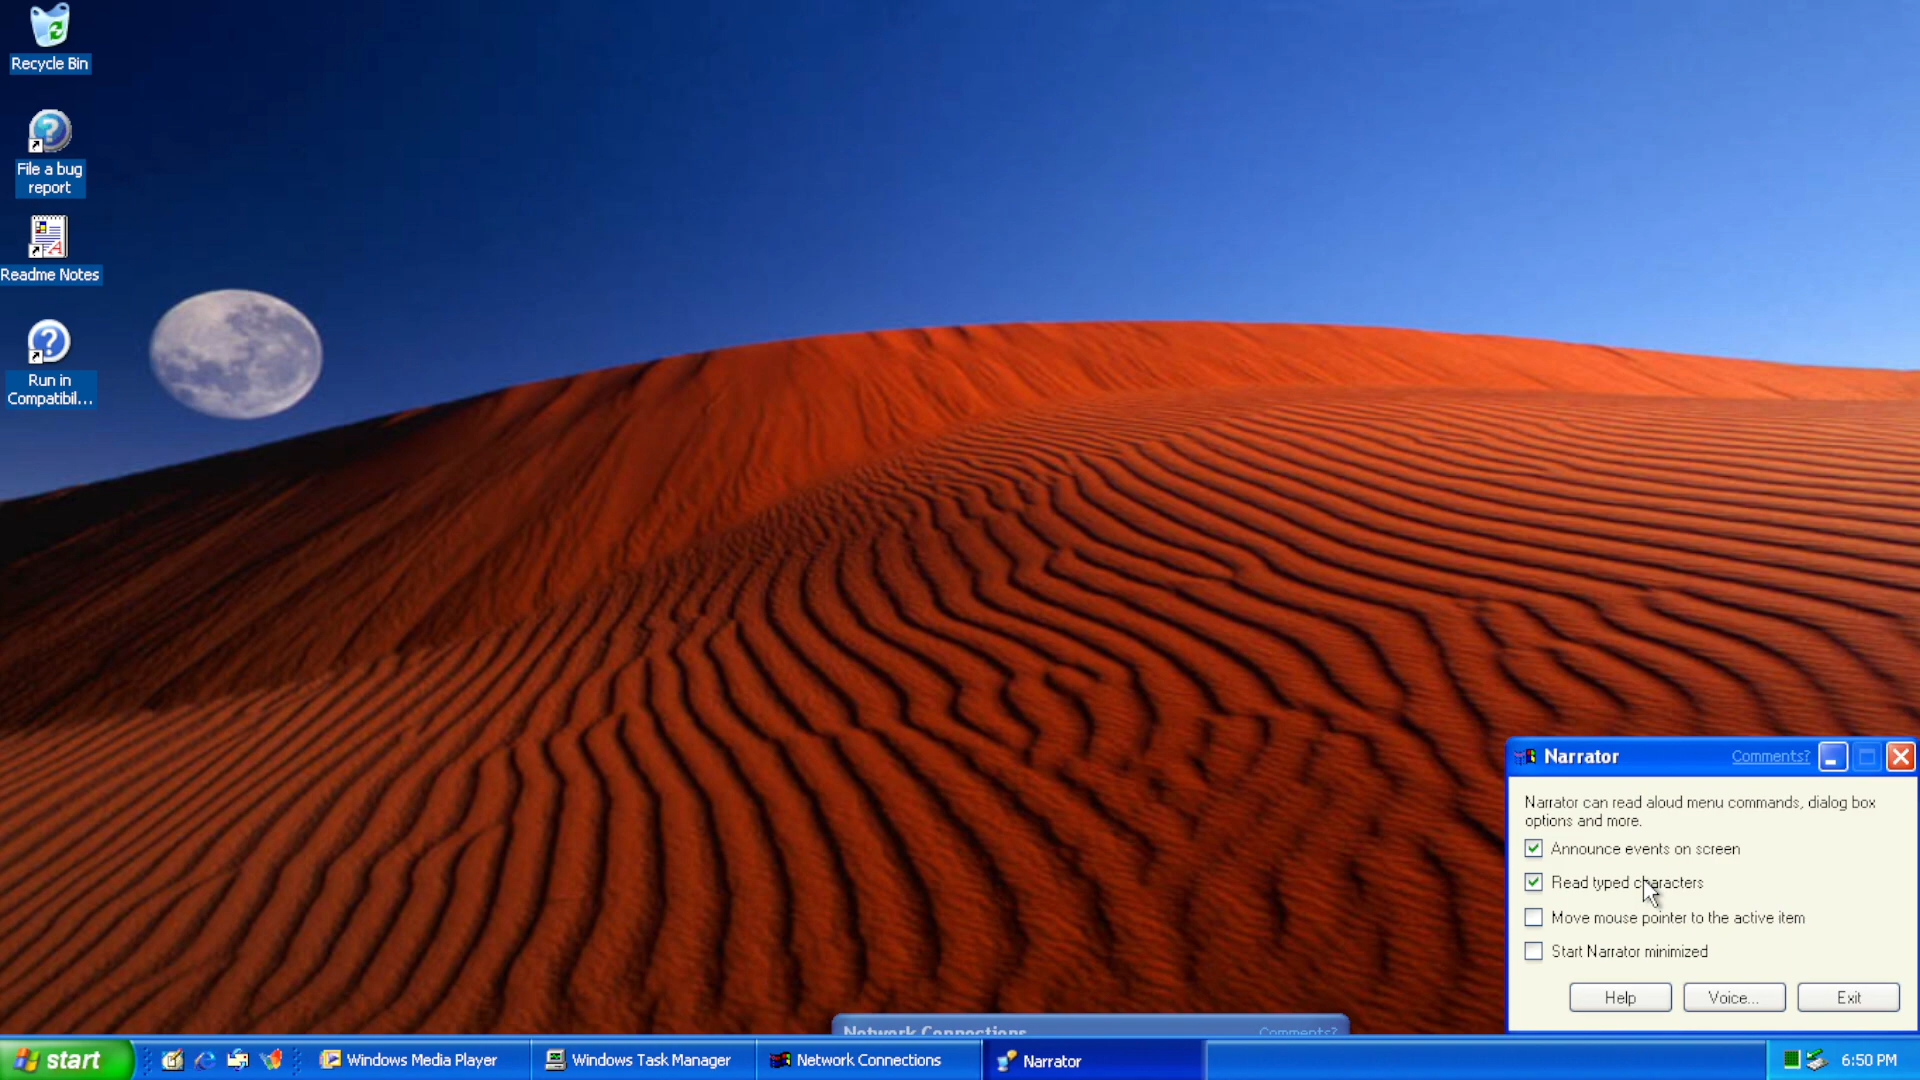 Recycle Bin
File a bug
report
Readme Notes
Run in
Compatibil...
Narrator
Comments?
Narrator can read aloud menu commands, dialog box
options and more.
Announce events on screen
Read typed characters
Move mouse pointer to the active item
Start Narrator minimized
Help
Voice...
Exit
Network Connections
Comments?
start
Windows Media Player
Windows Task Manager
Network Connections
Narrator
6:50 PM